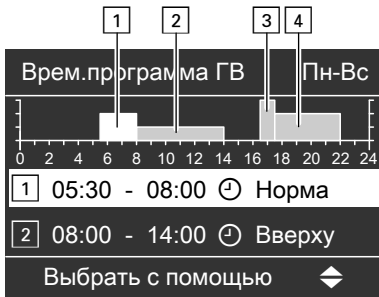 1 2 3 4
Врем.программа ГВ Пн-Вс
0 2 4 6 8 10 12 14 16 18 20 22 24
1 05:30 - 08:00 Норма
2 08:00 - 14:00 Вверху
Выбрать с помощью